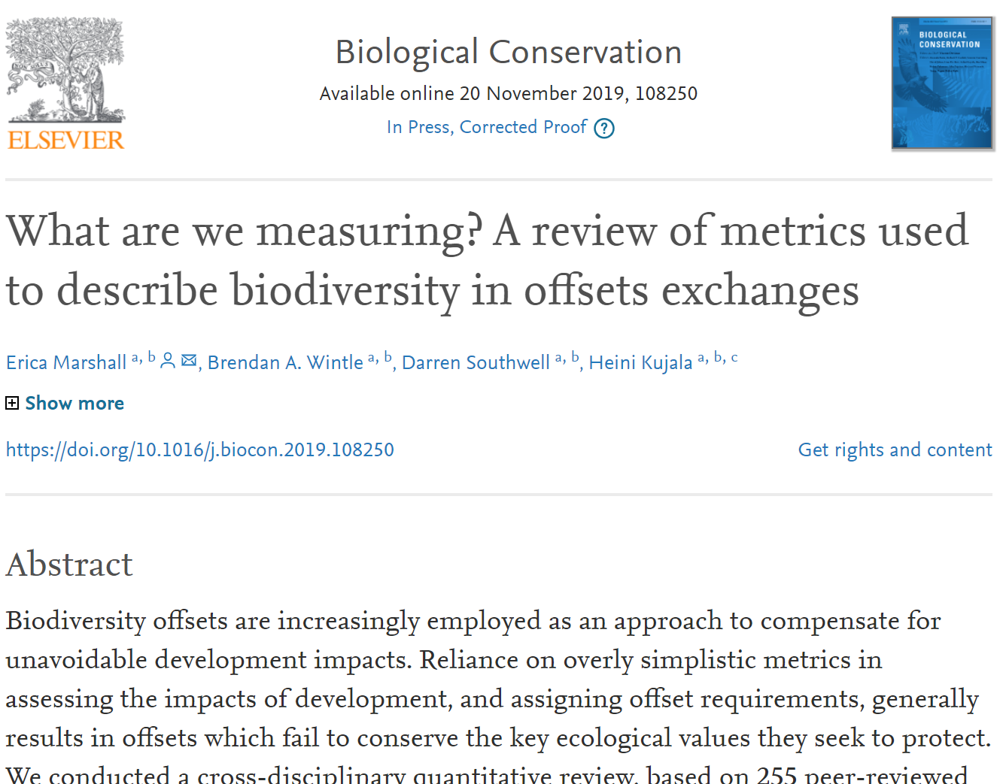 ELSEVIER
Biological Conservation
Available online 20 November 2019, 108250
In Press, Corrected Proof ?
BIOLOGICAL
CONSERVATION
What are we measuring? A review of metrics used
to describe biodiversity in offsets exchanges
Erica Marshall a, b, Brendan A. Wintle a, b, Darren Southwell a, b, Heini Kujala a, b, c
Show more
https://doi.org/10.1016/j.biocon.2019.108250
Get rights and content
Abstract
Biodiversity offsets are increasingly employed as an approach to compensate for
unavoidable development impacts. Reliance on overly simplistic metrics in
assessing the impacts of development, and assigning offset requirements, generally
results in offsets which fail to conserve the key ecological values they seek to protect.
We conducted a cross-disciplinary quantitative review, based on 255 peer-reviewed